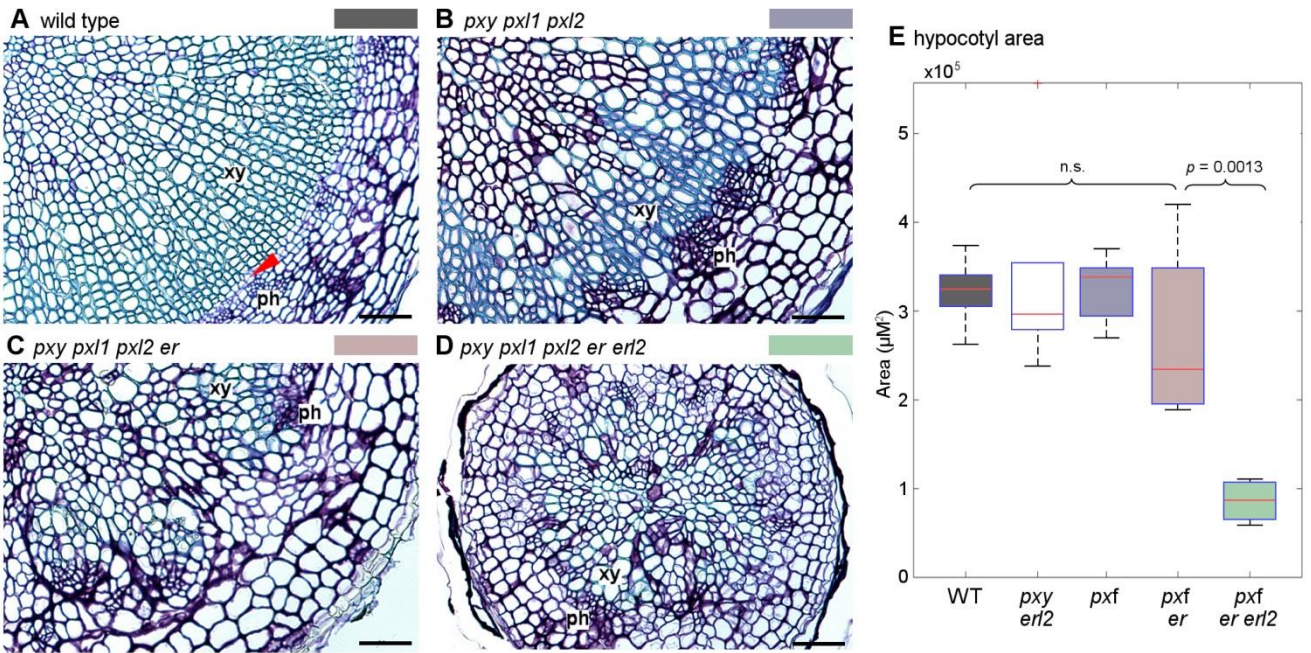 A wild type
B pxy pxl1 pxl2
xy
ph
xy
ph
C pxy pxl1 pxl2 er
D pxy pxl1 pxl2 er erl2
xy
ph
xy
ph
E hypocotyl area
x10⁵
5
4
3
2
1
0
Area (µM²)
n.s.
p = 0.0013
WT
pxy
erl2
pxf
pxf
er
pxf
er erl2